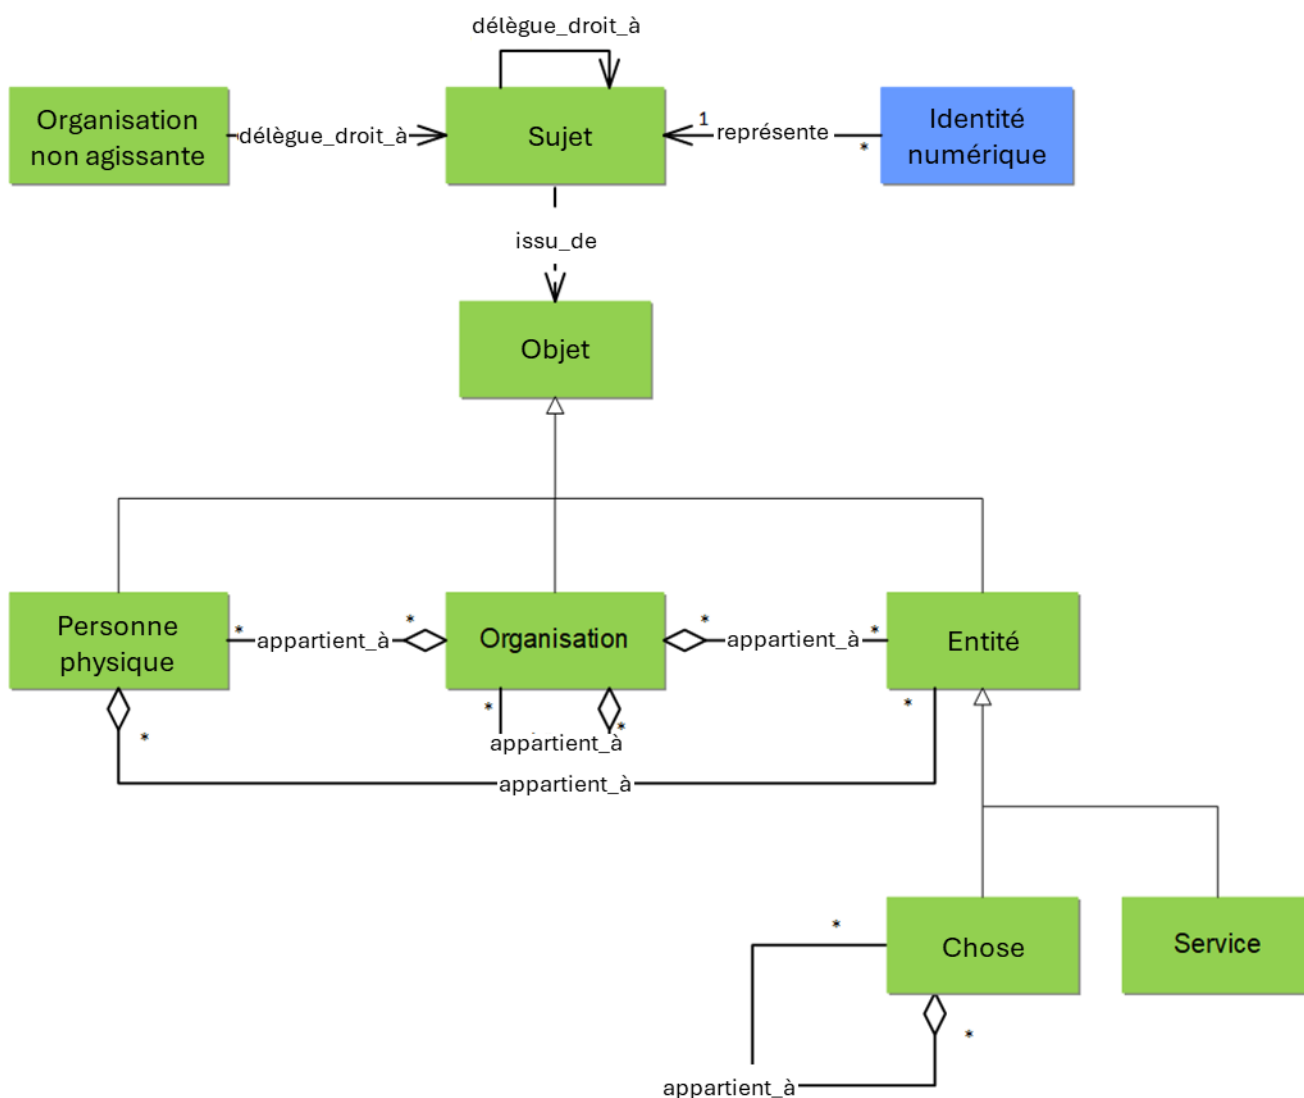 délègue_droit_à
Organisation
non agissante
délègue_droit_à
Sujet
1
représente
*
Identité
numérique
issu_de
Objet
Personne
physique
*
appartient_à
*
Organisation
*
appartient_à
*
Entité
*
*
appartient_à
*
*
appartient_à
*
Chose
Service
*
appartient_à